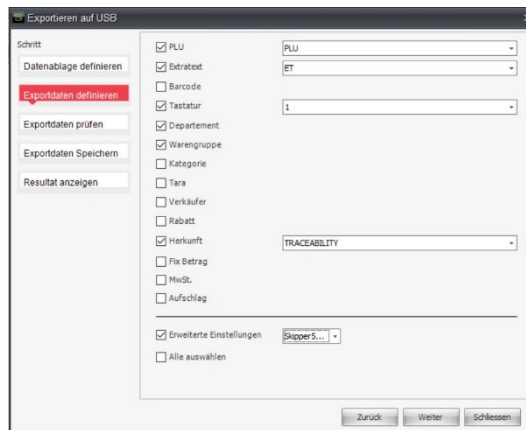 Exportieren auf USB
Schritt
Datenablage definieren
Exportdaten definieren
Exportdaten prüfen
Exportdaten Speichern
Resultat anzeigen
PLU PLU
Extratext ET
Barcode
Tastatur 1
Departement
Warengruppe
Kategorie
Tara
Verkäufer
Rabatt
Herkunft TRACEABILITY
Fix Betrag
MwSt.
Aufschlag
Erweiterte Einstellungen Skipper5...
Alle auswählen
Zurück Weiter Schliessen